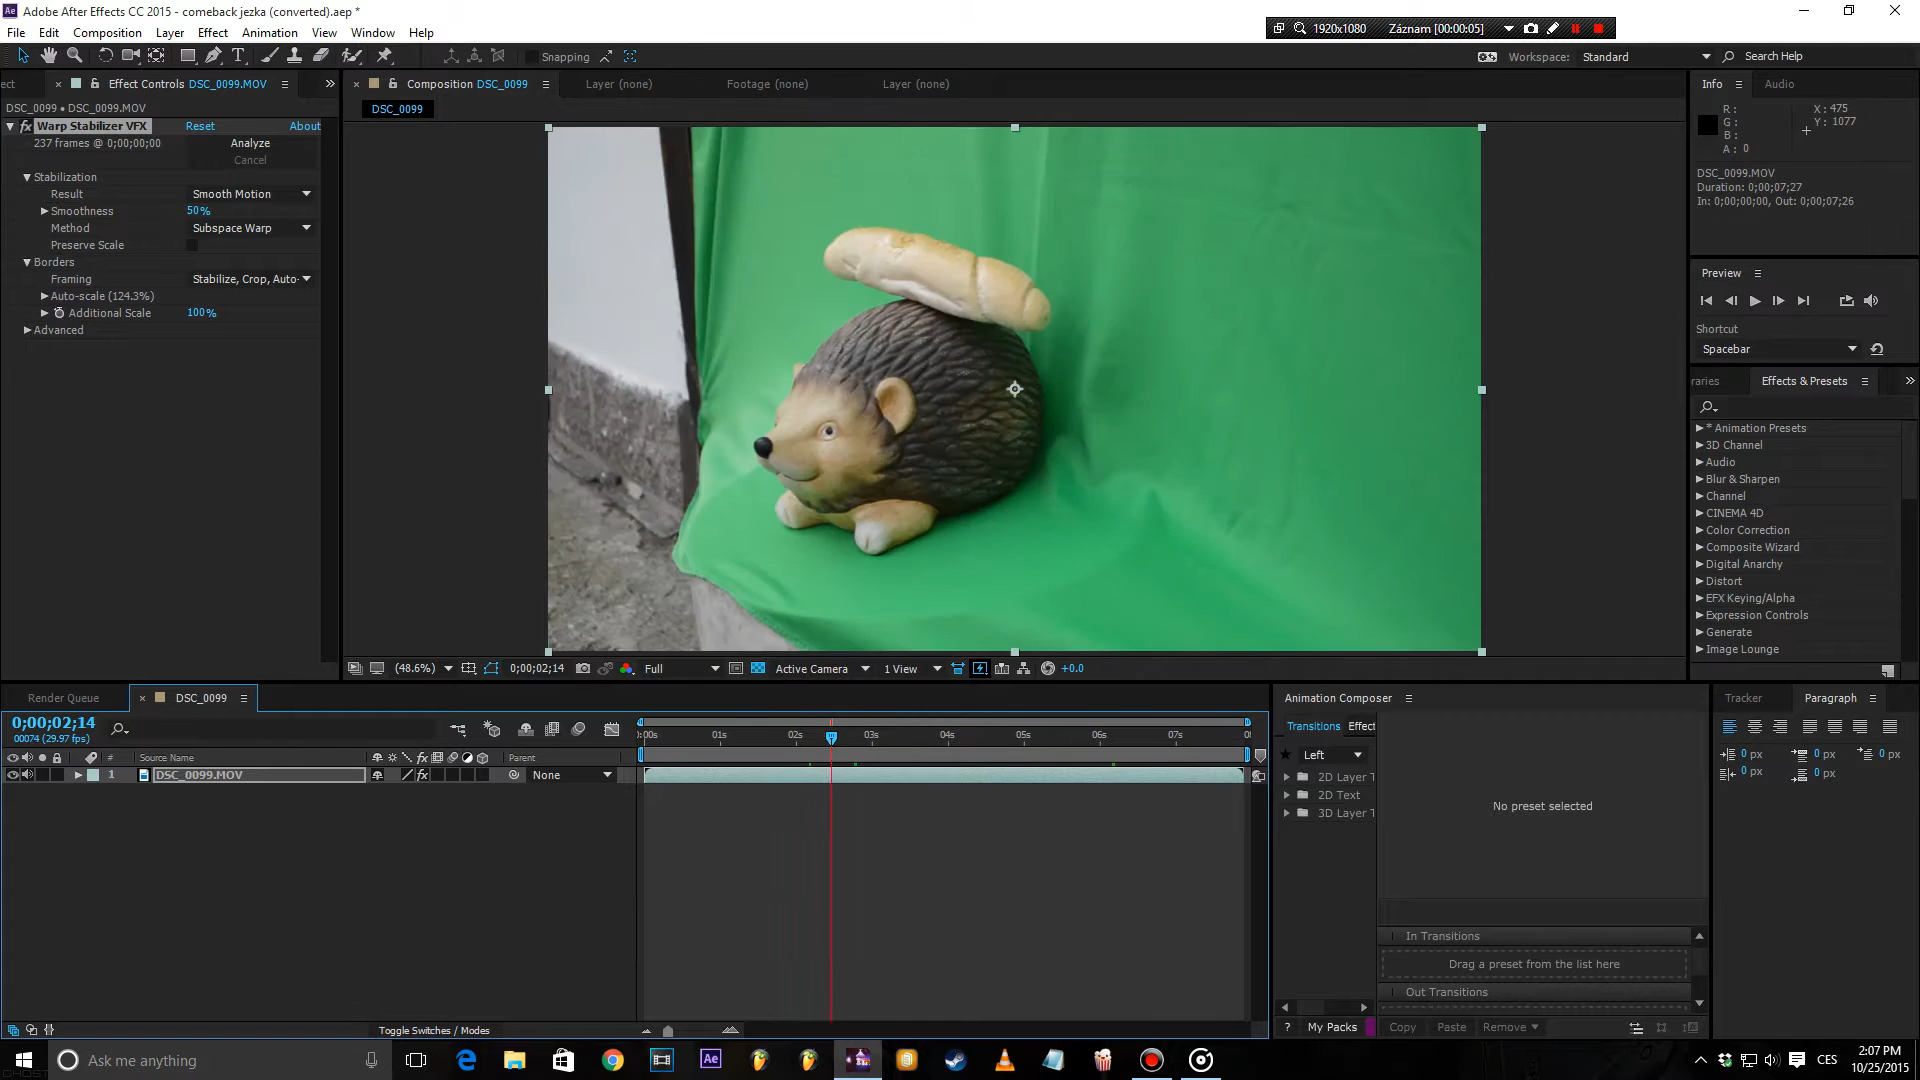 Adobe After Effects CC 2015 - comeback jezka (converted).aep *
1920x1080 Záznam [00:00:05]
File Edit Composition Layer Effect Animation View Window Help
Snapping
Workspace: Standard Search Help
ect Effect Controls DSC_0099.MOV
Composition DSC_0099 Layer (none) Footage (none) Layer (none)
Info Audio
DSC_0099 • DSC_0099.MOV
DSC_0099
fx Warp Stabilizer VFX Reset About
237 frames @ 0;00;00;00 Analyze
Cancel
Stabilization
Result Smooth Motion
Smoothness 50%
Method Subspace Warp
Preserve Scale
Borders
Framing Stabilize, Crop, Auto-
Auto-scale (124.3%)
Additional Scale 100%
Advanced
R : X : 475
G : Y : 1077
B :
A : 0
DSC_0099.MOV
Duration: 0;00;07;27
In: 0;00;00;00, Out: 0;00;07;26
Preview
Shortcut
Spacebar
raries Effects & Presets
* Animation Presets
3D Channel
Audio
Blur & Sharpen
Channel
CINEMA 4D
Color Correction
Composite Wizard
Digital Anarchy
Distort
EFX Keying/Alpha
Expression Controls
Generate
Image Lounge
(48.6%) 0;00;02;14 Full Active Camera 1 View +0.0
Render Queue DSC_0099
0;00;02;14
00074 (29.97 fps)
):00s 01s 02s 03s 04s 05s 06s 07s 0
# Source Name fx Parent
1 DSC_0099.MOV fx None
Toggle Switches / Modes
Animation Composer
Transitions Effect
Left
2D Layer T
2D Text
3D Layer T
No preset selected
In Transitions
Drag a preset from the list here
Out Transitions
? My Packs Copy Paste Remove
Tracker Paragraph
0 px 0 px 0 px
0 px 0 px
Ask me anything
Ae
CES
2:07 PM
10/25/2015